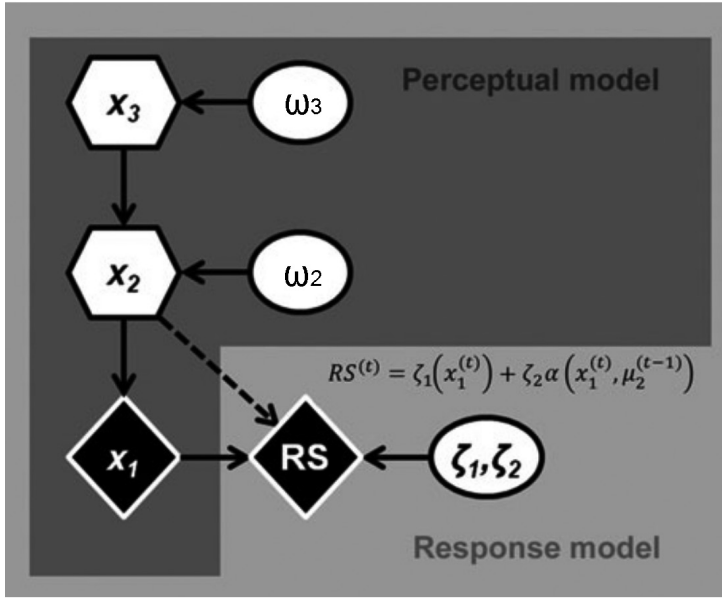 Perceptual model
x₃
ω₃
x₂
ω₂
RS⁽ᵗ⁾ = ζ₁(x₁⁽ᵗ⁾) + ζ₂α(x₁⁽ᵗ⁾, μ₂⁽ᵗ⁻¹⁾)
x₁
RS
ζ₁,ζ₂
Response model